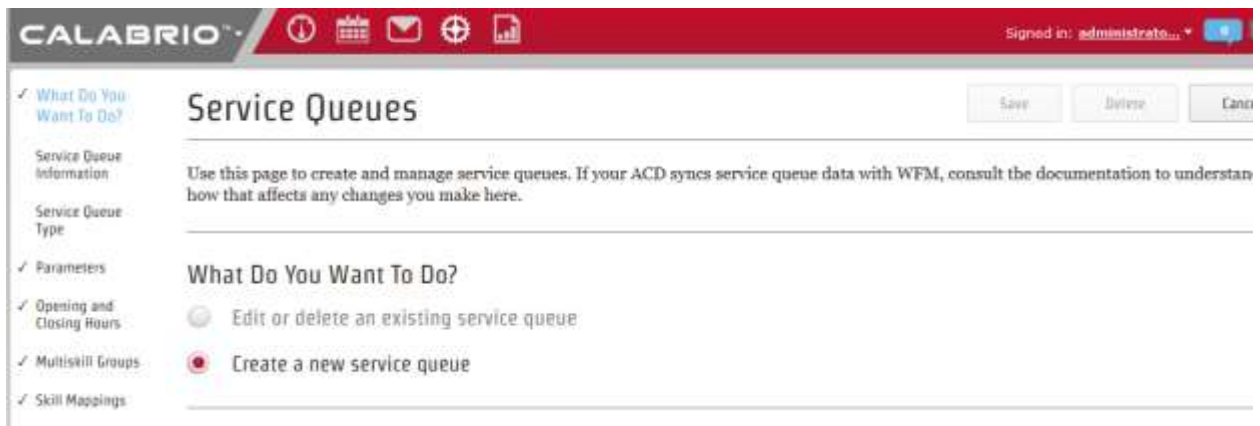 CALABRIO™
Signed in: administrato...
✓ What Do You
Want To Do?
Service Queue
Information
Service Queue
Type
✓ Parameters
✓ Opening and
Closing Hours
✓ Multiskill Groups
✓ Skill Mappings
Service Queues
Save Delete Cance
Use this page to create and manage service queues. If your ACD syncs service queue data with WFM, consult the documentation to understan
how that affects any changes you make here.
What Do You Want To Do?
Edit or delete an existing service queue
Create a new service queue